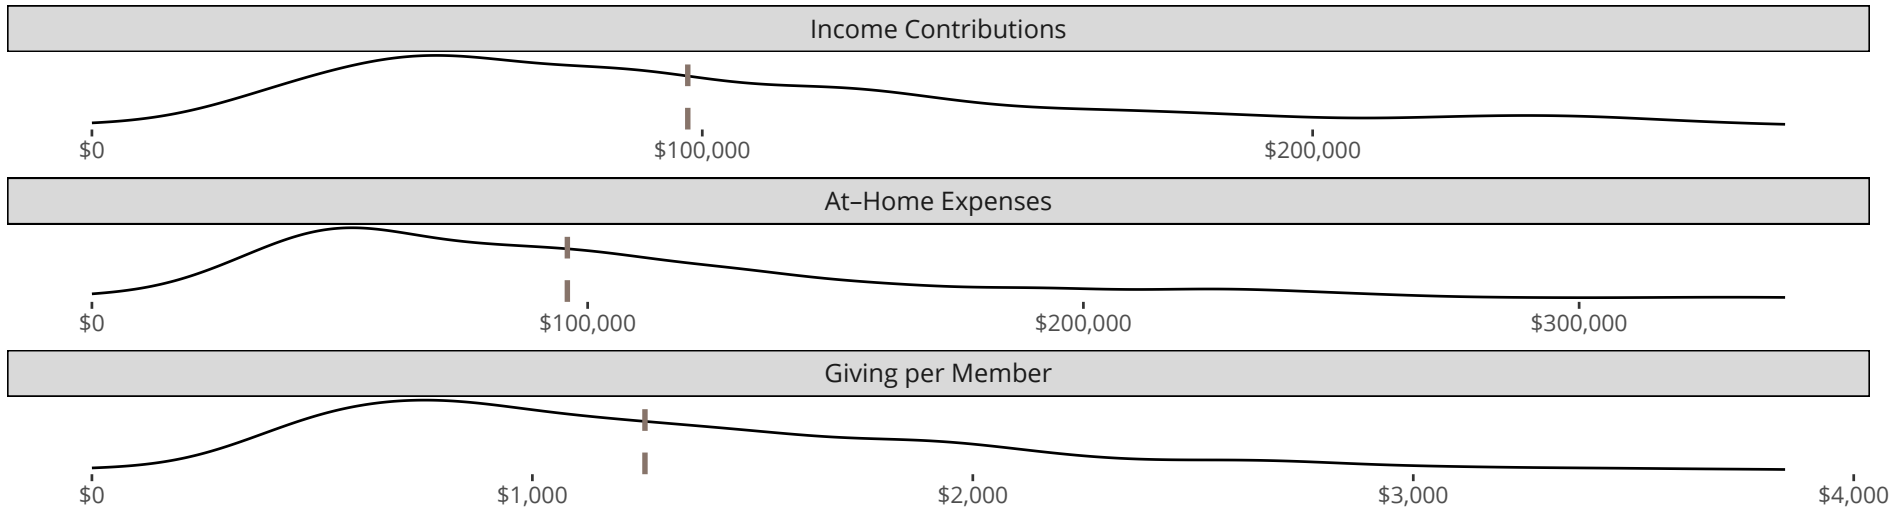 Income Contributions
$0 $100,000 $200,000
At–Home Expenses
$0 $100,000 $200,000 $300,000
Giving per Member
$0 $1,000 $2,000 $3,000 $4,000